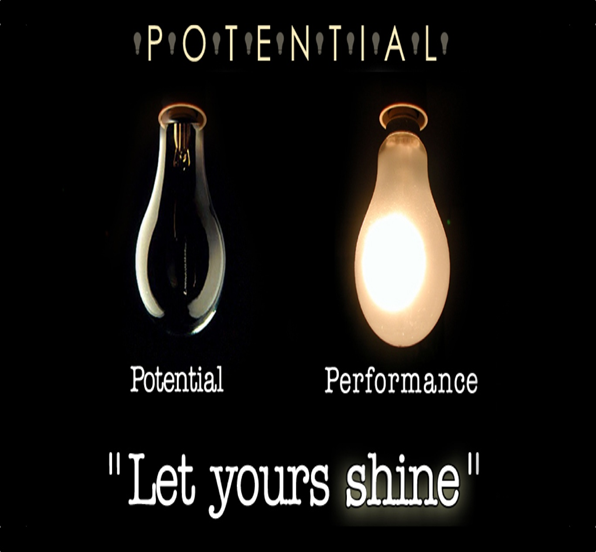 POTENTIAL
Potential Performance
"Let yours shine"